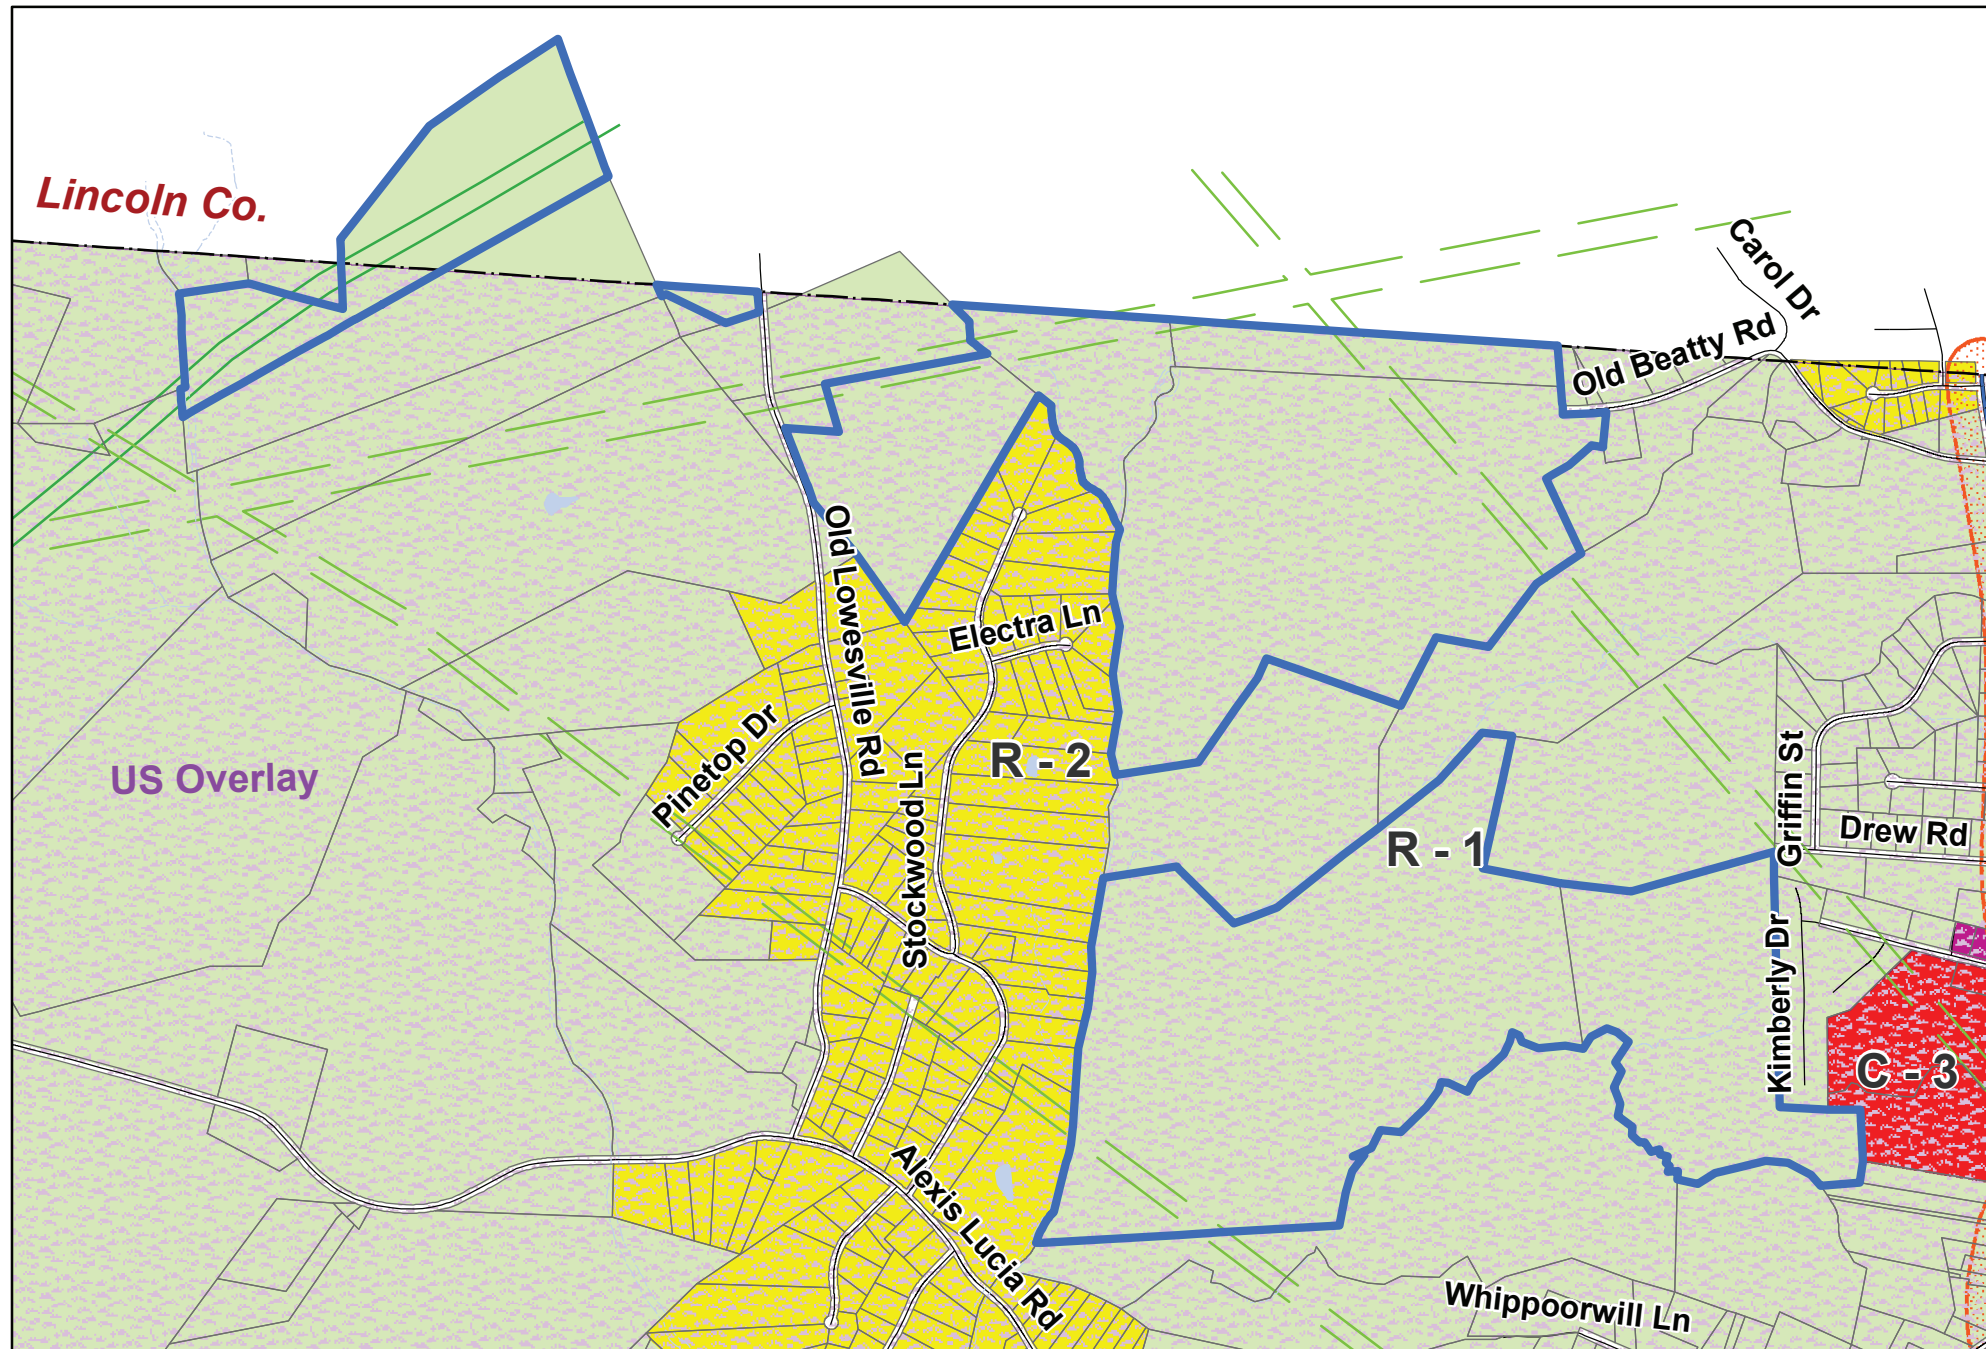 Lincoln Co.
Carol Dr
Old Beatty Rd
Old Lowesville Rd
Electra Ln
Pinetop Dr
R - 2
US Overlay
Stockwood Ln
R - 1
Griffin St
Drew Rd
Kimberly Dr
C - 3
Alexis Lucia Rd
Whippoorwill Ln